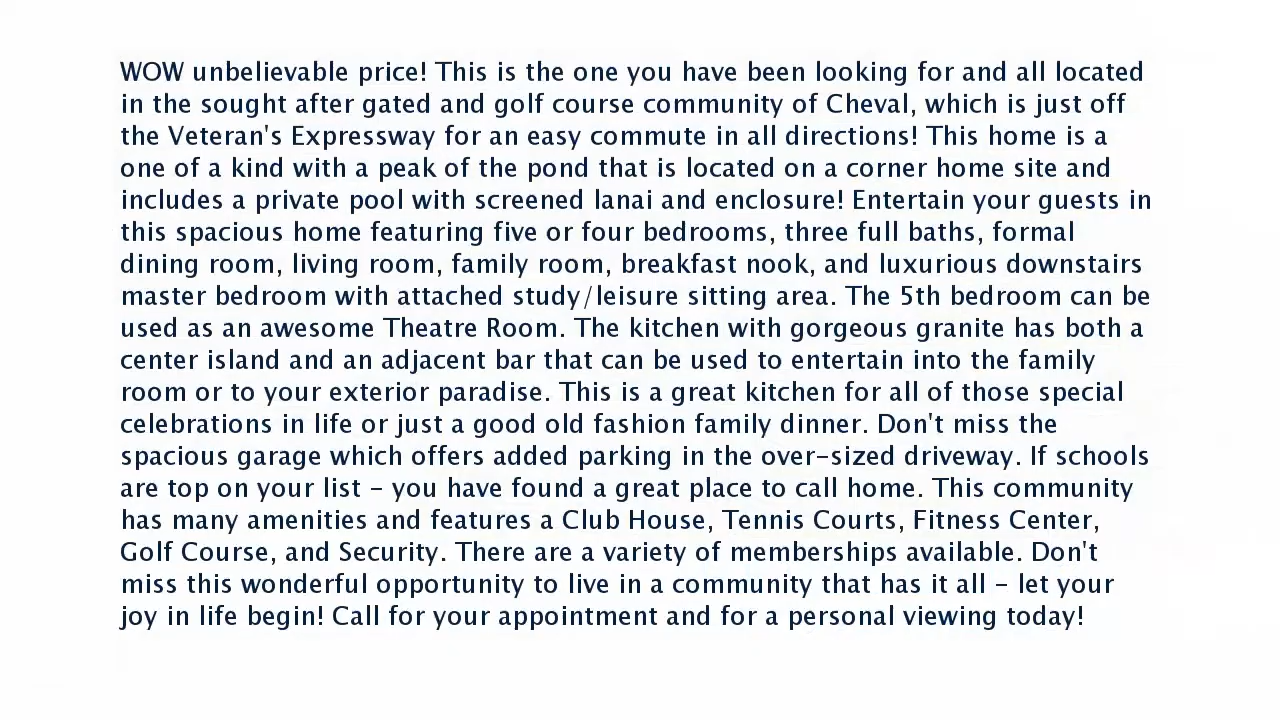 WOW unbelievable price! This is the one you have been looking for and all located
in the sought after gated and golf course community of Cheval, which is just off
the Veteran's Expressway for an easy commute in all directions! This home is a
one of a kind with a peak of the pond that is located on a corner home site and
includes a private pool with screened lanai and enclosure! Entertain your guests in
this spacious home featuring five or four bedrooms, three full baths, formal
dining room, living room, family room, breakfast nook, and luxurious downstairs
master bedroom with attached study/leisure sitting area. The 5th bedroom can be
used as an awesome Theatre Room. The kitchen with gorgeous granite has both a
center island and an adjacent bar that can be used to entertain into the family
room or to your exterior paradise. This is a great kitchen for all of those special
celebrations in life or just a good old fashion family dinner. Don't miss the
spacious garage which offers added parking in the over-sized driveway. If schools
are top on your list - you have found a great place to call home. This community
has many amenities and features a Club House, Tennis Courts, Fitness Center,
Golf Course, and Security. There are a variety of memberships available. Don't
miss this wonderful opportunity to live in a community that has it all - let your
joy in life begin! Call for your appointment and for a personal viewing today!